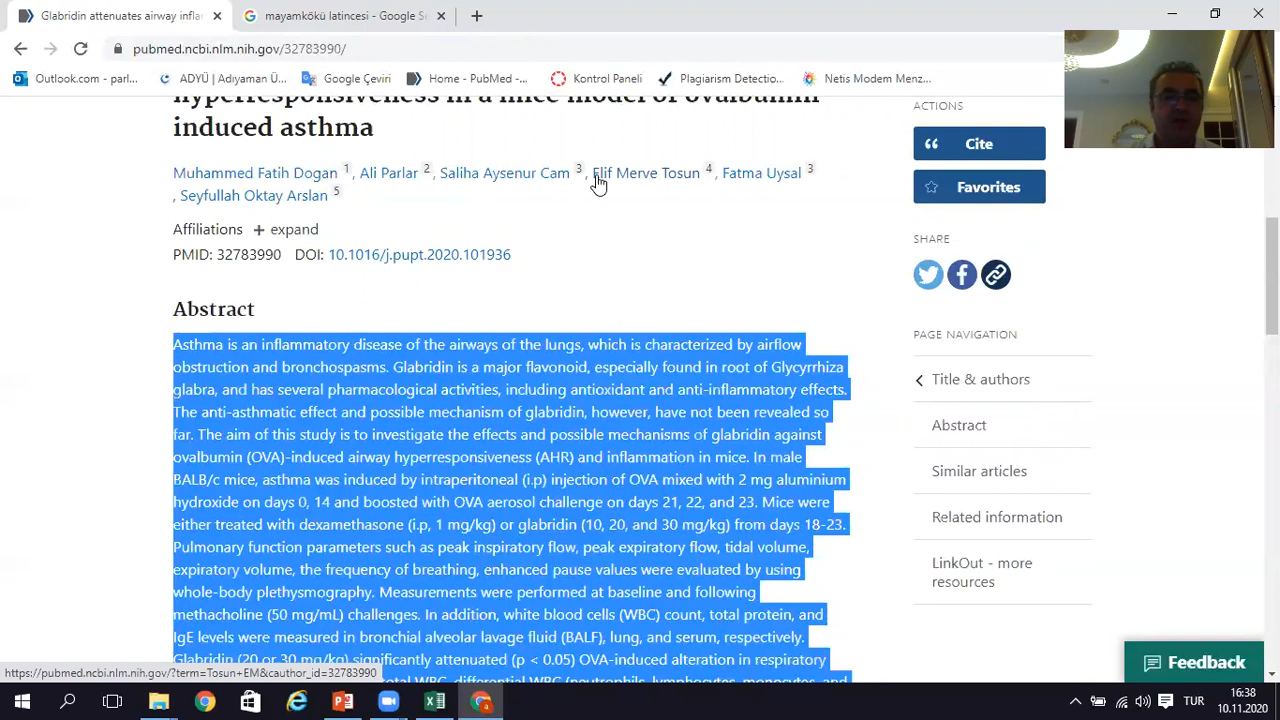 Glabridin attenuates airway infla
mayamkökü latincesi - Google Se
pubmed.ncbi.nlm.nih.gov/32783990/
Outlook.com - parl...
ADYÜ | Adıyaman Ü...
Google Çeviri
Home - PubMed -...
Kontrol Paneli
Plagiarism Detectio...
Netis Modem Menz...
hyperresponsiveness in a mice model of ovalbumin
induced asthma
Muhammed Fatih Dogan 1, Ali Parlar 2, Saliha Aysenur Cam 3, Elif Merve Tosun 4, Fatma Uysal 3
, Seyfullah Oktay Arslan 5
Affiliations + expand
PMID: 32783990 DOI: 10.1016/j.pupt.2020.101936
Abstract
Asthma is an inflammatory disease of the airways of the lungs, which is characterized by airflow
obstruction and bronchospasms. Glabridin is a major flavonoid, especially found in root of Glycyrrhiza
glabra, and has several pharmacological activities, including antioxidant and anti-inflammatory effects.
The anti-asthmatic effect and possible mechanism of glabridin, however, have not been revealed so
far. The aim of this study is to investigate the effects and possible mechanisms of glabridin against
ovalbumin (OVA)-induced airway hyperresponsiveness (AHR) and inflammation in mice. In male
BALB/c mice, asthma was induced by intraperitoneal (i.p) injection of OVA mixed with 2 mg aluminium
hydroxide on days 0, 14 and boosted with OVA aerosol challenge on days 21, 22, and 23. Mice were
either treated with dexamethasone (i.p, 1 mg/kg) or glabridin (10, 20, and 30 mg/kg) from days 18-23.
Pulmonary function parameters such as peak inspiratory flow, peak expiratory flow, tidal volume,
expiratory volume, the frequency of breathing, enhanced pause values were evaluated by using
whole-body plethysmography. Measurements were performed at baseline and following
methacholine (50 mg/mL) challenges. In addition, white blood cells (WBC) count, total protein, and
IgE levels were measured in bronchial alveolar lavage fluid (BALF), lung, and serum, respectively.
Glabridin (20 or 30 mg/kg) significantly attenuated (p < 0.05) OVA-induced alteration in respiratory
total WBC, differential WBC (neutrophils, lymphocytes, monocytes, and
ACTIONS
Cite
Favorites
SHARE
PAGE NAVIGATION
Title & authors
Abstract
Similar articles
Related information
LinkOut - more
resources
Feedback
https://pubmed.ncbi.nlm.nih.gov/?term=Tosun+EM&cauthor_id=32783990
TUR
16:38
10.11.2020